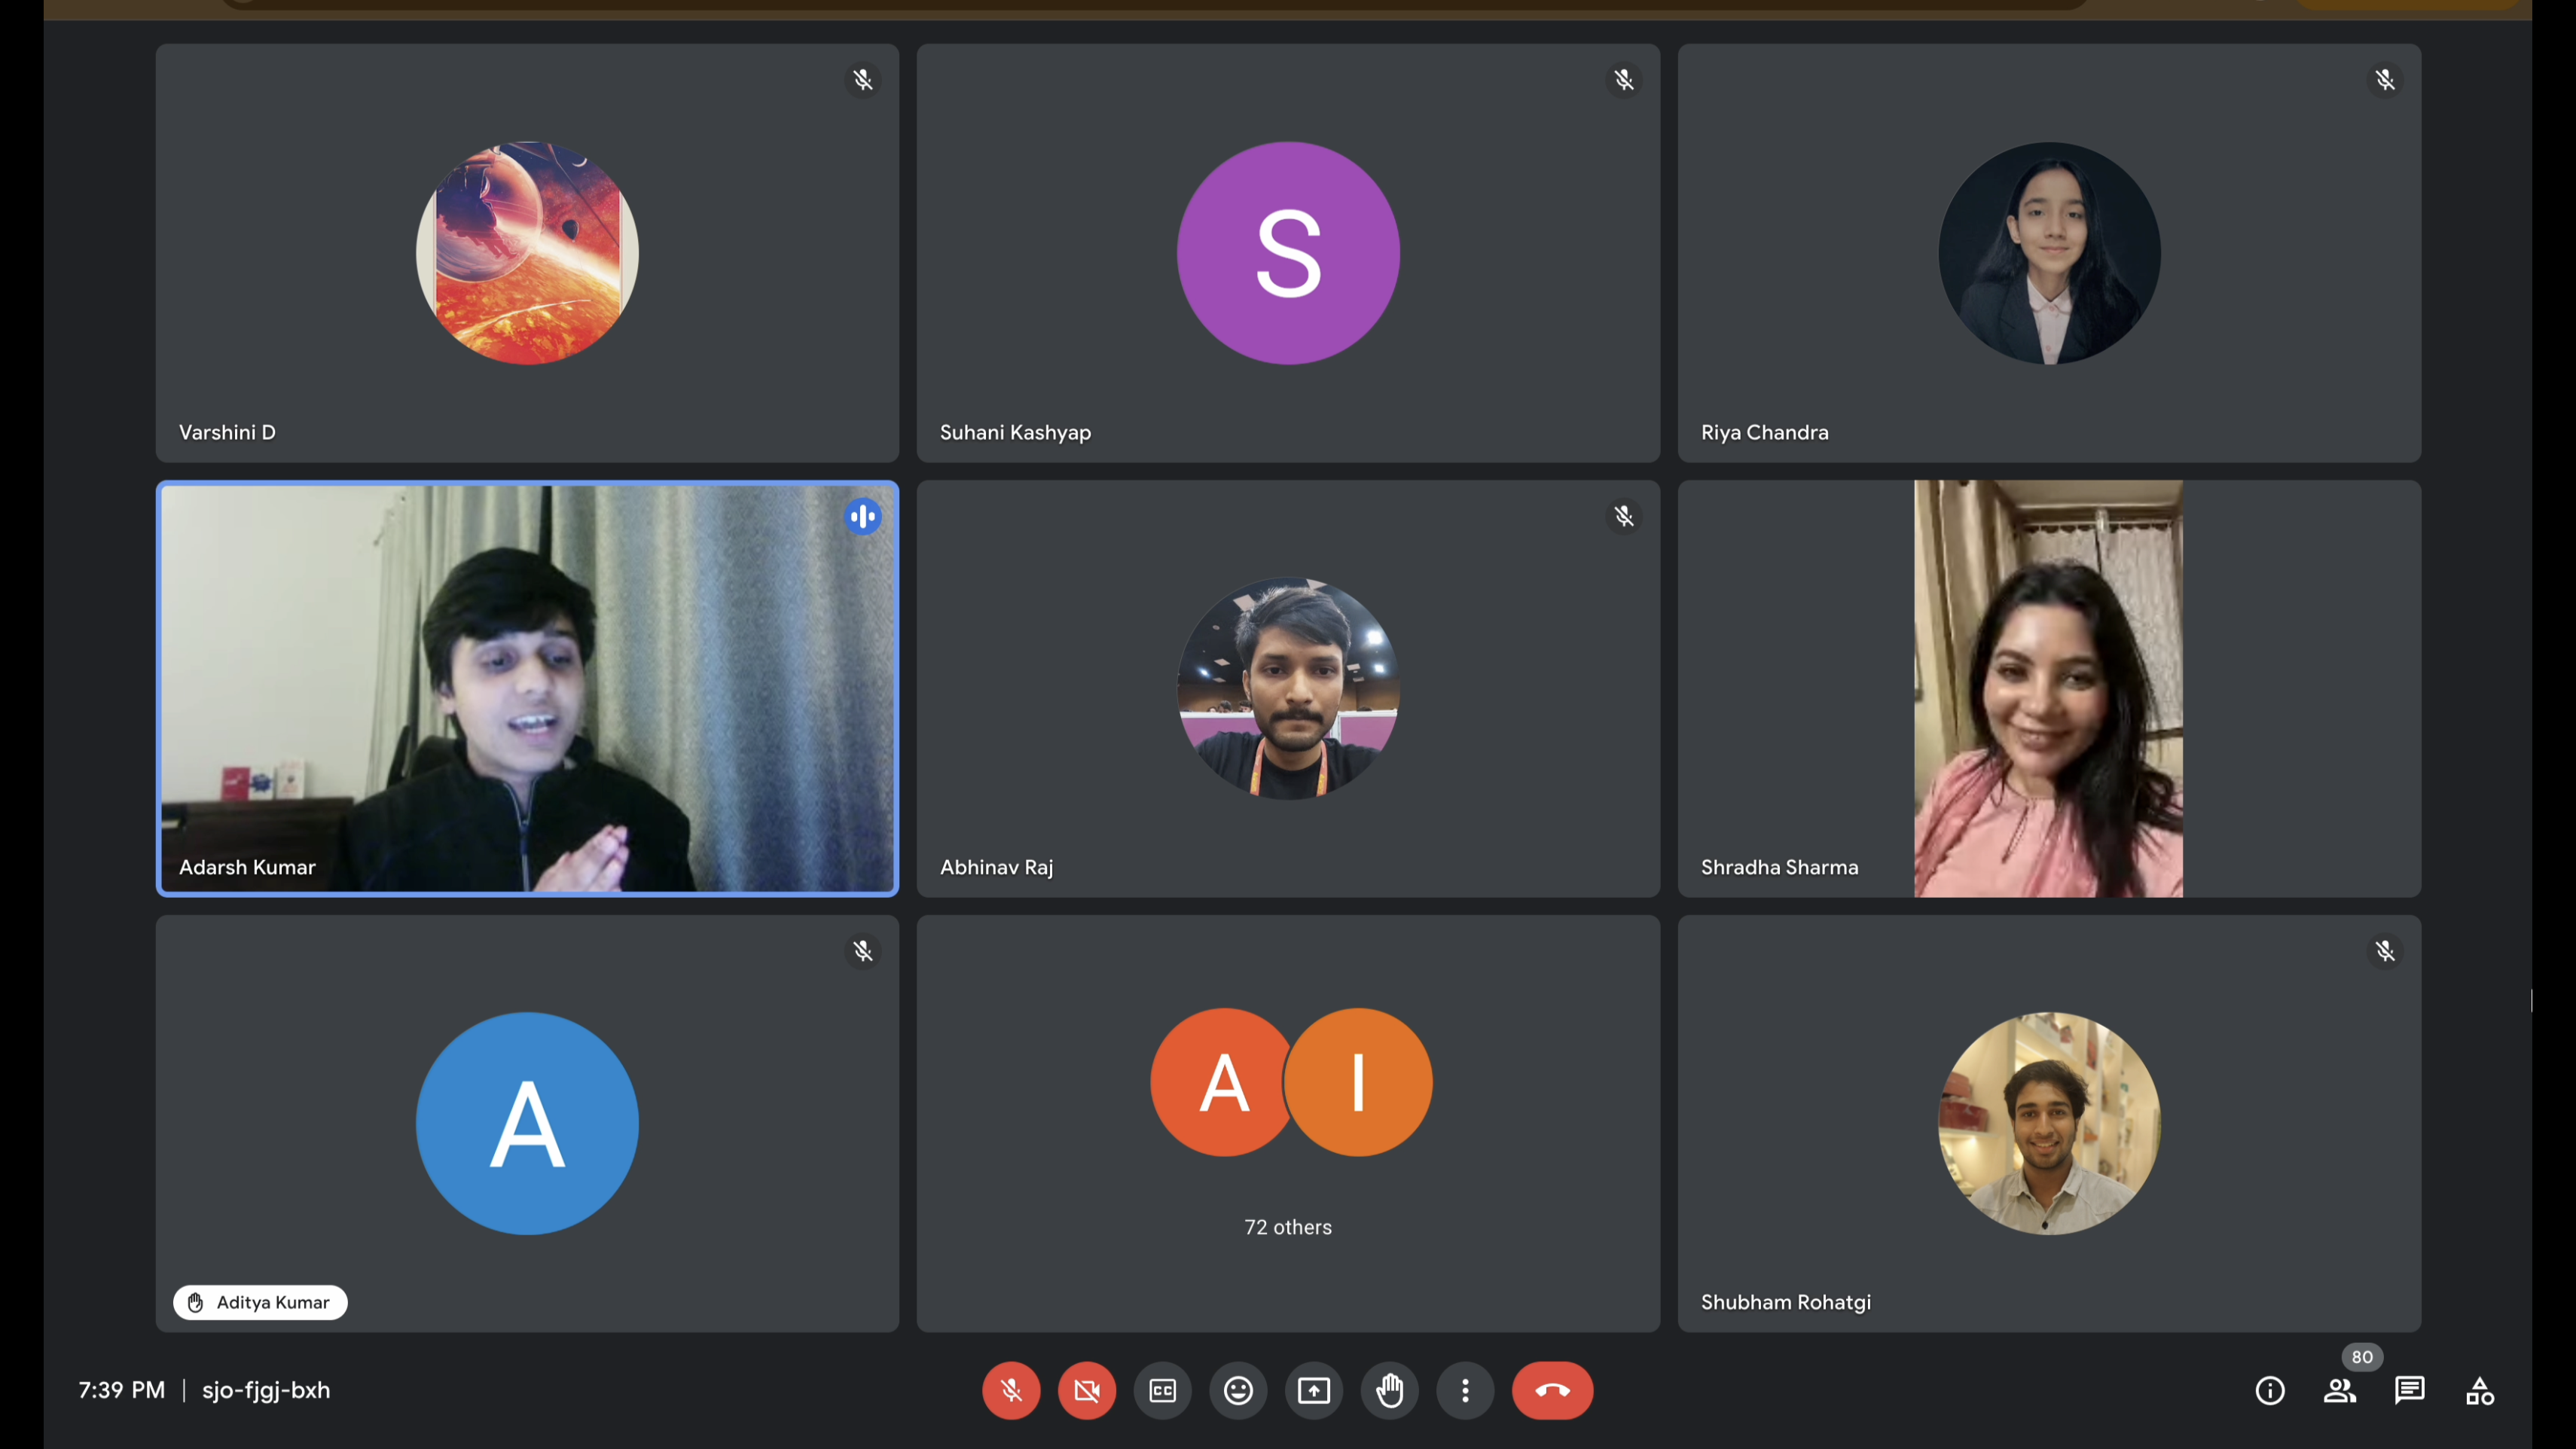 S
Varshini D
Suhani Kashyap
Riya Chandra
Adarsh Kumar
Abhinav Raj
Shradha Sharma
A
A
I
72 others
Aditya Kumar
Shubham Rohatgi
7:39 PM | sjo-fjgj-bxh
CC
80